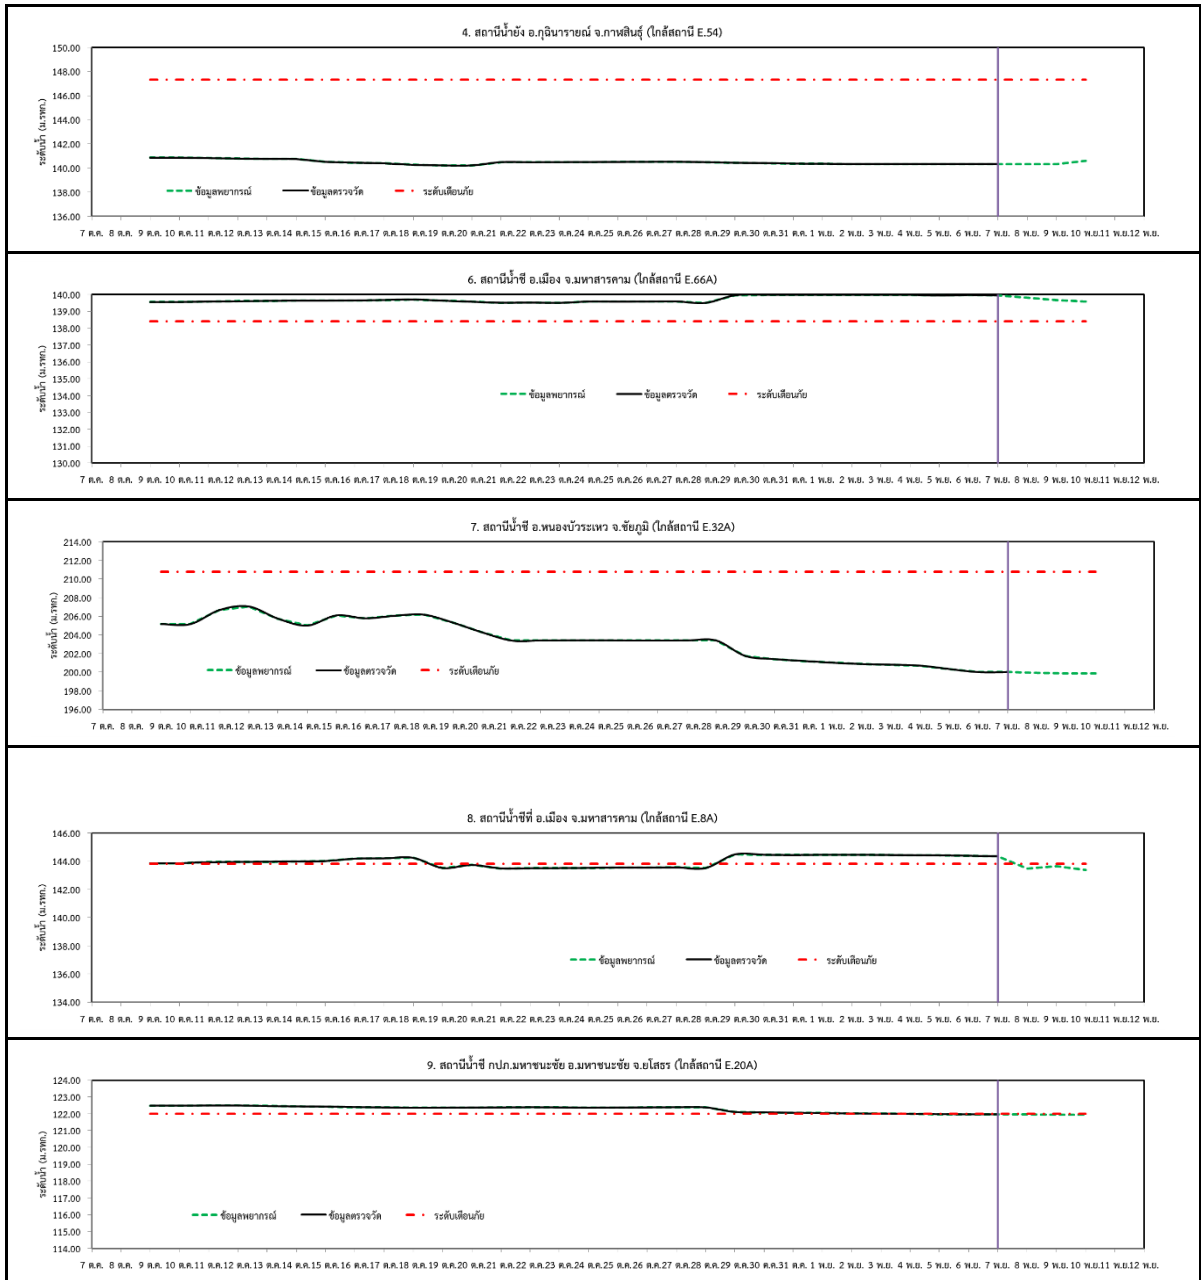 4. สถานีน้ำยัง อ.กุฉินารายณ์ จ.กาฬสินธุ์ (ใกล้สถานี E.54)
ระดับน้ำ (ม.รทก.)
150.00
148.00
146.00
144.00
142.00
140.00
138.00
136.00
ข้อมูลพยากรณ์ ข้อมูลตรวจวัด ระดับเตือนภัย
7 ต.ค. 8 ต.ค. 9 ต.ค. 10 ต.ค. 11 ต.ค. 12 ต.ค. 13 ต.ค. 14 ต.ค. 15 ต.ค. 16 ต.ค. 17 ต.ค. 18 ต.ค. 19 ต.ค. 20 ต.ค. 21 ต.ค. 22 ต.ค. 23 ต.ค. 24 ต.ค. 25 ต.ค. 26 ต.ค. 27 ต.ค. 28 ต.ค. 29 ต.ค. 30 ต.ค. 31 ต.ค. 1 พ.ย. 2 พ.ย. 3 พ.ย. 4 พ.ย. 5 พ.ย. 6 พ.ย. 7 พ.ย. 8 พ.ย. 9 พ.ย. 10 พ.ย. 11 พ.ย. 12 พ.ย.
6. สถานีน้ำชี อ.เมือง จ.มหาสารคาม (ใกล้สถานี E.66A)
ระดับน้ำ (ม.รทก.)
140.00
139.00
138.00
137.00
136.00
135.00
134.00
133.00
132.00
131.00
130.00
ข้อมูลพยากรณ์ ข้อมูลตรวจวัด ระดับเตือนภัย
7 ต.ค. 8 ต.ค. 9 ต.ค. 10 ต.ค. 11 ต.ค. 12 ต.ค. 13 ต.ค. 14 ต.ค. 15 ต.ค. 16 ต.ค. 17 ต.ค. 18 ต.ค. 19 ต.ค. 20 ต.ค. 21 ต.ค. 22 ต.ค. 23 ต.ค. 24 ต.ค. 25 ต.ค. 26 ต.ค. 27 ต.ค. 28 ต.ค. 29 ต.ค. 30 ต.ค. 31 ต.ค. 1 พ.ย. 2 พ.ย. 3 พ.ย. 4 พ.ย. 5 พ.ย. 6 พ.ย. 7 พ.ย. 8 พ.ย. 9 พ.ย. 10 พ.ย. 11 พ.ย. 12 พ.ย.
7. สถานีน้ำชี อ.หนองบัวระเหว จ.ชัยภูมิ (ใกล้สถานี E.32A)
ระดับน้ำ (ม.รทก.)
214.00
212.00
210.00
208.00
206.00
204.00
202.00
200.00
198.00
196.00
ข้อมูลพยากรณ์ ข้อมูลตรวจวัด ระดับเตือนภัย
7 ต.ค. 8 ต.ค. 9 ต.ค. 10 ต.ค. 11 ต.ค. 12 ต.ค. 13 ต.ค. 14 ต.ค. 15 ต.ค. 16 ต.ค. 17 ต.ค. 18 ต.ค. 19 ต.ค. 20 ต.ค. 21 ต.ค. 22 ต.ค. 23 ต.ค. 24 ต.ค. 25 ต.ค. 26 ต.ค. 27 ต.ค. 28 ต.ค. 29 ต.ค. 30 ต.ค. 31 ต.ค. 1 พ.ย. 2 พ.ย. 3 พ.ย. 4 พ.ย. 5 พ.ย. 6 พ.ย. 7 พ.ย. 8 พ.ย. 9 พ.ย. 10 พ.ย. 11 พ.ย. 12 พ.ย.
8. สถานีน้ำชีที่ อ.เมือง จ.มหาสารคาม (ใกล้สถานี E.8A)
ระดับน้ำ (ม.รทก.)
146.00
144.00
142.00
140.00
138.00
136.00
134.00
ข้อมูลพยากรณ์ ข้อมูลตรวจวัด ระดับเตือนภัย
7 ต.ค. 8 ต.ค. 9 ต.ค. 10 ต.ค. 11 ต.ค. 12 ต.ค. 13 ต.ค. 14 ต.ค. 15 ต.ค. 16 ต.ค. 17 ต.ค. 18 ต.ค. 19 ต.ค. 20 ต.ค. 21 ต.ค. 22 ต.ค. 23 ต.ค. 24 ต.ค. 25 ต.ค. 26 ต.ค. 27 ต.ค. 28 ต.ค. 29 ต.ค. 30 ต.ค. 31 ต.ค. 1 พ.ย. 2 พ.ย. 3 พ.ย. 4 พ.ย. 5 พ.ย. 6 พ.ย. 7 พ.ย. 8 พ.ย. 9 พ.ย. 10 พ.ย. 11 พ.ย. 12 พ.ย.
9. สถานีน้ำชี กปภ.มหาชนะชัย อ.มหาชนะชัย จ.ยโสธร (ใกล้สถานี E.20A)
ระดับน้ำ (ม.รทก.)
124.00
123.00
122.00
121.00
120.00
119.00
118.00
117.00
116.00
115.00
114.00
ข้อมูลพยากรณ์ ข้อมูลตรวจวัด ระดับเตือนภัย
7 ต.ค. 8 ต.ค. 9 ต.ค. 10 ต.ค. 11 ต.ค. 12 ต.ค. 13 ต.ค. 14 ต.ค. 15 ต.ค. 16 ต.ค. 17 ต.ค. 18 ต.ค. 19 ต.ค. 20 ต.ค. 21 ต.ค. 22 ต.ค. 23 ต.ค. 24 ต.ค. 25 ต.ค. 26 ต.ค. 27 ต.ค. 28 ต.ค. 29 ต.ค. 30 ต.ค. 31 ต.ค. 1 พ.ย. 2 พ.ย. 3 พ.ย. 4 พ.ย. 5 พ.ย. 6 พ.ย. 7 พ.ย. 8 พ.ย. 9 พ.ย. 10 พ.ย. 11 พ.ย. 12 พ.ย.